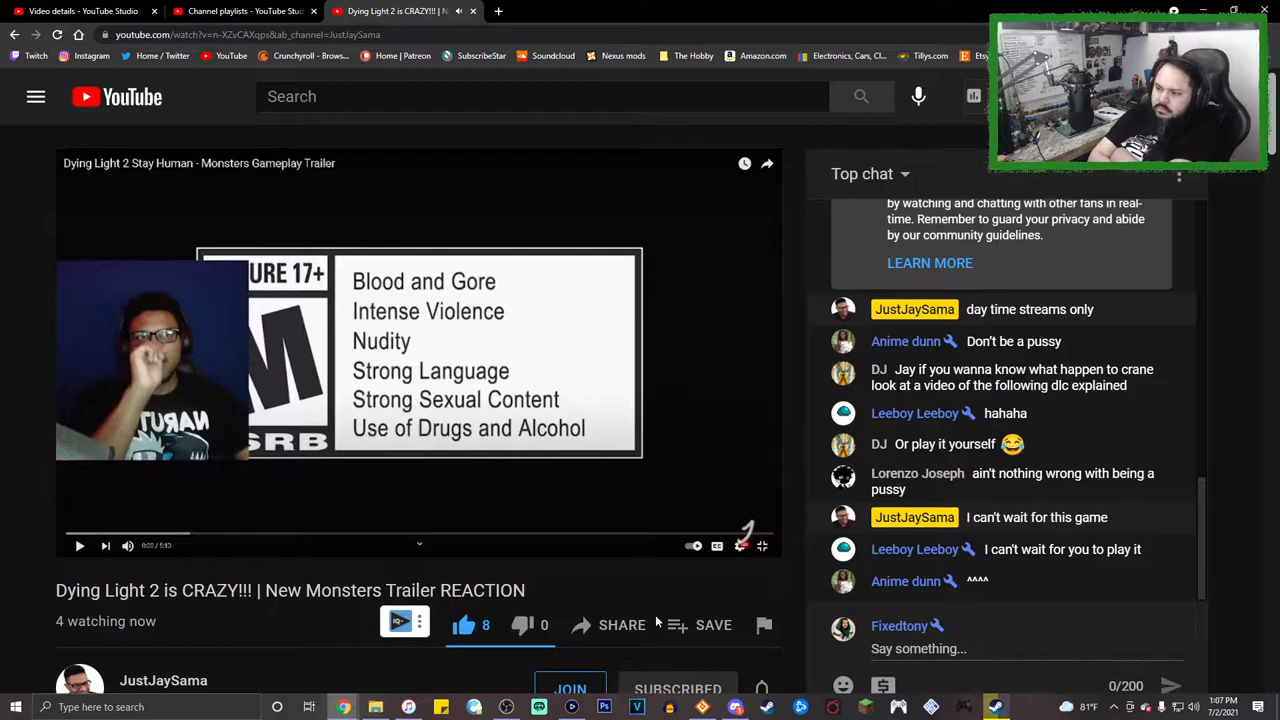 Video details - YouTube Studio
Channel playlists - YouTube Stud
Dying Light 2 is CRAZY!!! | N
youtube.com/watch?v=n-XZrCAXqps&ab_channel=JustJaySama
Twitch
Instagram
Home / Twitter
YouTube
Crunchyroll - Brows...
Home | Patreon
SubscribeStar
Soundcloud
Nexus mods
The Hobby
Amazon.com
Electronics, Cars, Cl...
Tillys.com
Ets
YouTube
Search
Dying Light 2 Stay Human - Monsters Gameplay Trailer
URE 17+
M
SRB
Blood and Gore
Intense Violence
Nudity
Strong Language
Strong Sexual Content
Use of Drugs and Alcohol
NARUT
0:00 / 5:13
Dying Light 2 is CRAZY!!! | New Monsters Trailer REACTION
4 watching now
8
0
SHARE
SAVE
JustJaySama
JOIN
SUBSCRIBED
Top chat
by watching and chatting with other fans in real-
time. Remember to guard your privacy and abide
by our community guidelines.
LEARN MORE
JustJaySama day time streams only
Anime dunn Don't be a pussy
DJ Jay if you wanna know what happen to crane
look at a video of the following dlc explained
Leeboy Leeboy hahaha
DJ Or play it yourself 😂
Lorenzo Joseph ain't nothing wrong with being a
pussy
JustJaySama I can't wait for this game
Leeboy Leeboy I can't wait for you to play it
Anime dunn ^^^^
Fixedtony
Say something...
0/200
Type here to search
81°F
1:07 PM
7/2/2021